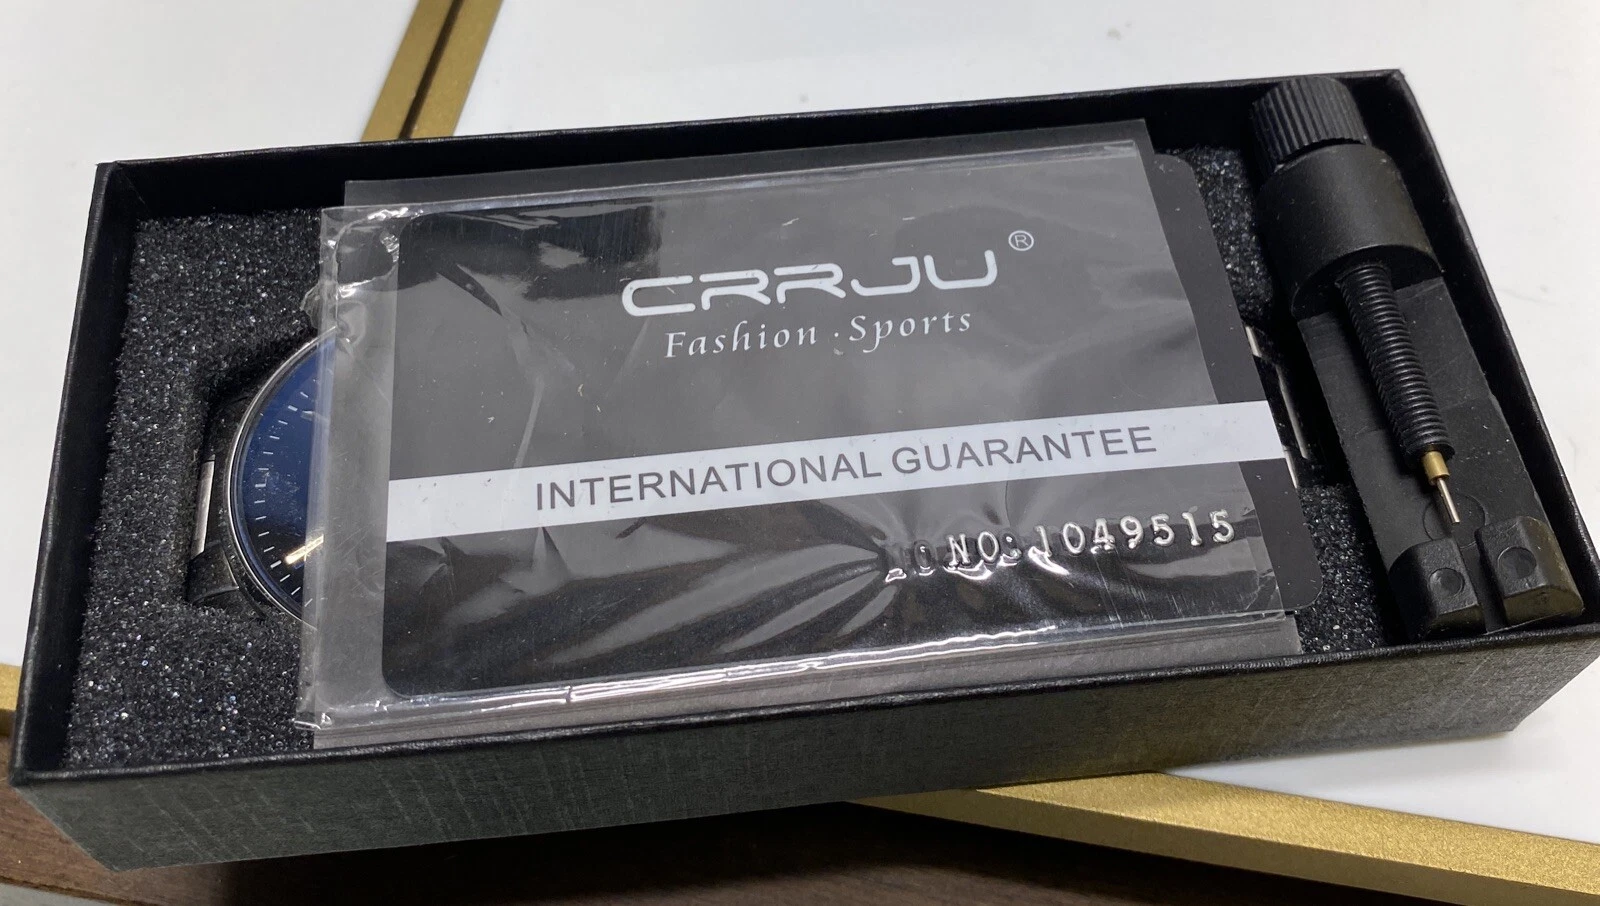 CRRJU®
Fashion · Sports
INTERNATIONAL GUARANTEE
NO: 1049515